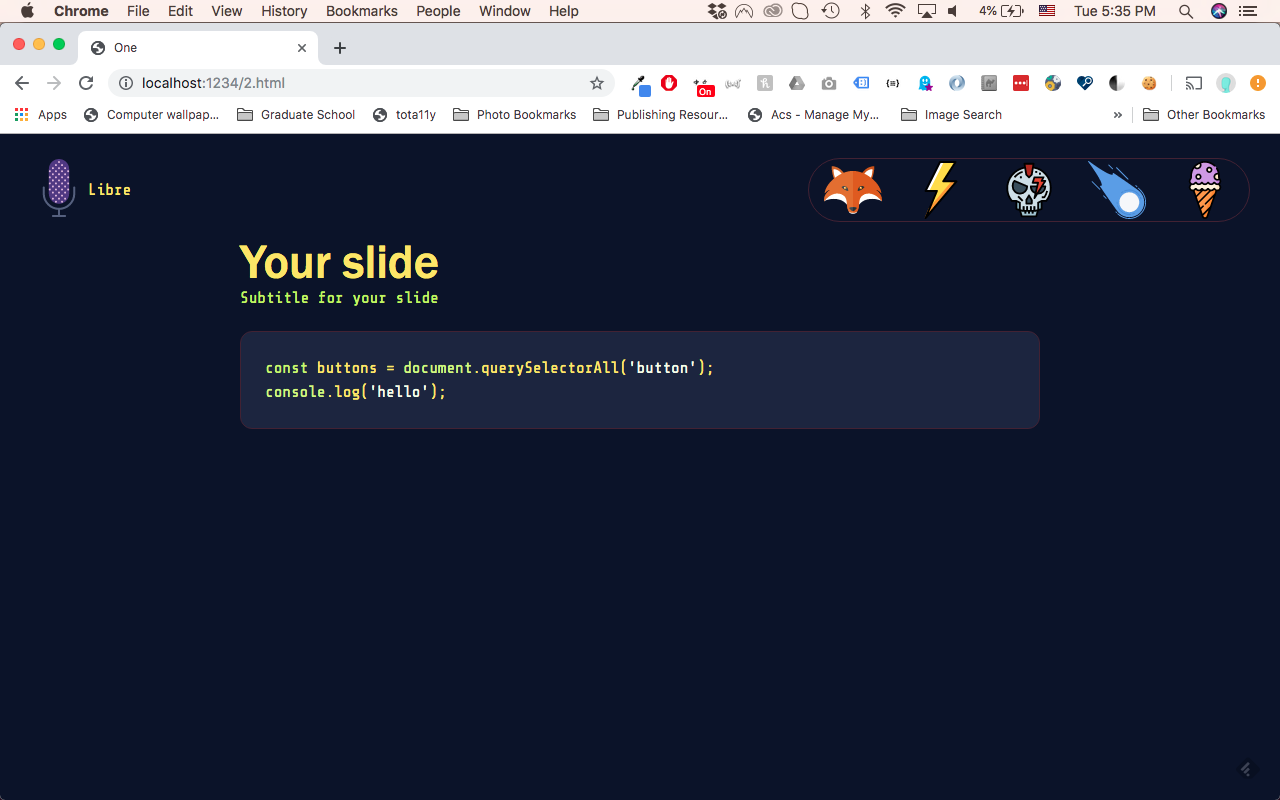 Chrome File Edit View History Bookmarks People Window Help 4% Tue 5:35 PM
One
localhost:1234/2.html
On
Apps Computer wallpap... Graduate School tota11y Photo Bookmarks Publishing Resour... Acs - Manage My... Image Search » Other Bookmarks
Libre
Your slide
Subtitle for your slide
const buttons = document.querySelectorAll('button');
console.log('hello');